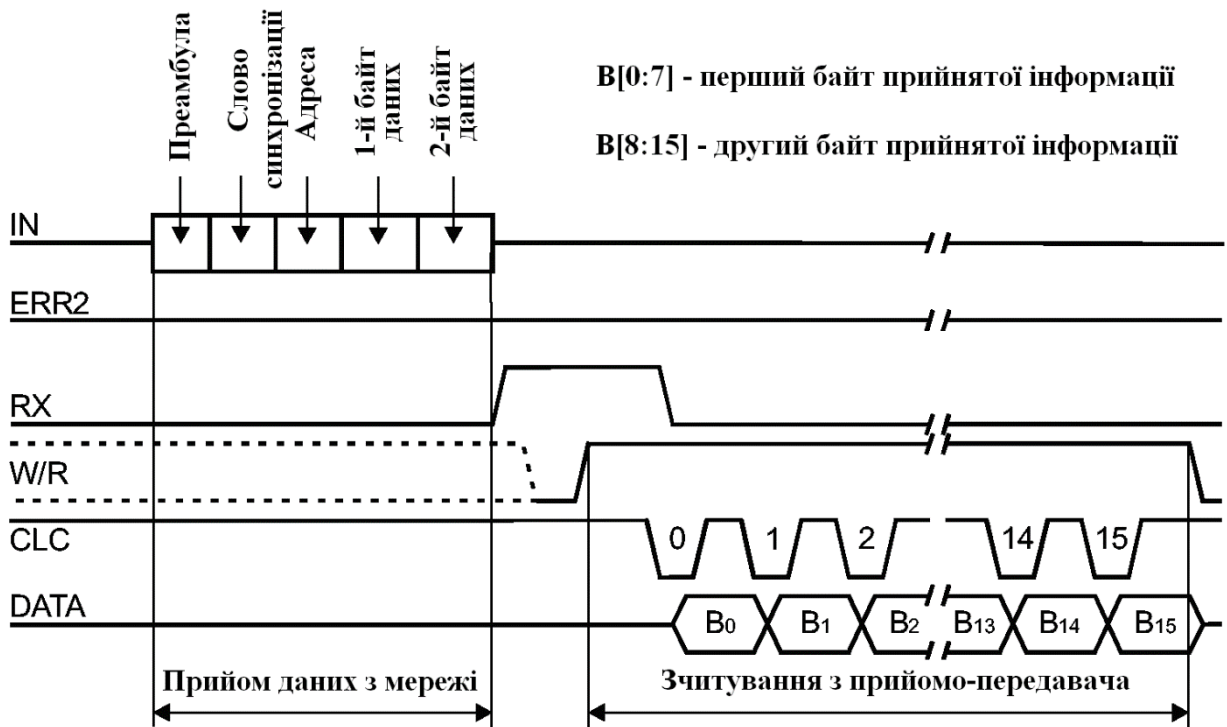 Преамбула
Слово
синхронізації
Адреса
1-й байт
даних
2-й байт
даних
B[0:7] - перший байт прийнятої інформації
B[8:15] - другий байт прийнятої інформації
IN
ERR2
RX
W/R
CLC
0 1 2 14 15
DATA
B0 B1 B2 B13 B14 B15
Прийом даних з мережі
Зчитування з прийомо-передавача